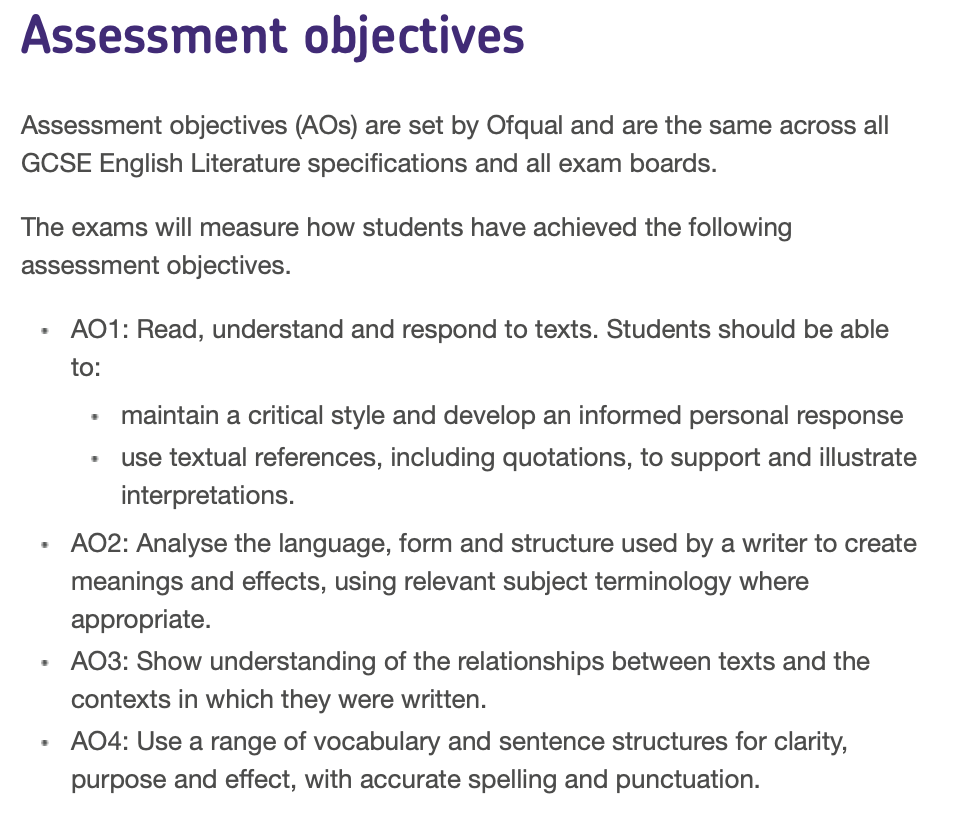 Assessment objectives
Assessment objectives (AOs) are set by Ofqual and are the same across all
GCSE English Literature specifications and all exam boards.
The exams will measure how students have achieved the following
assessment objectives.
• AO1: Read, understand and respond to texts. Students should be able
to:
• maintain a critical style and develop an informed personal response
• use textual references, including quotations, to support and illustrate
interpretations.
• AO2: Analyse the language, form and structure used by a writer to create
meanings and effects, using relevant subject terminology where
appropriate.
• AO3: Show understanding of the relationships between texts and the
contexts in which they were written.
• AO4: Use a range of vocabulary and sentence structures for clarity,
purpose and effect, with accurate spelling and punctuation.